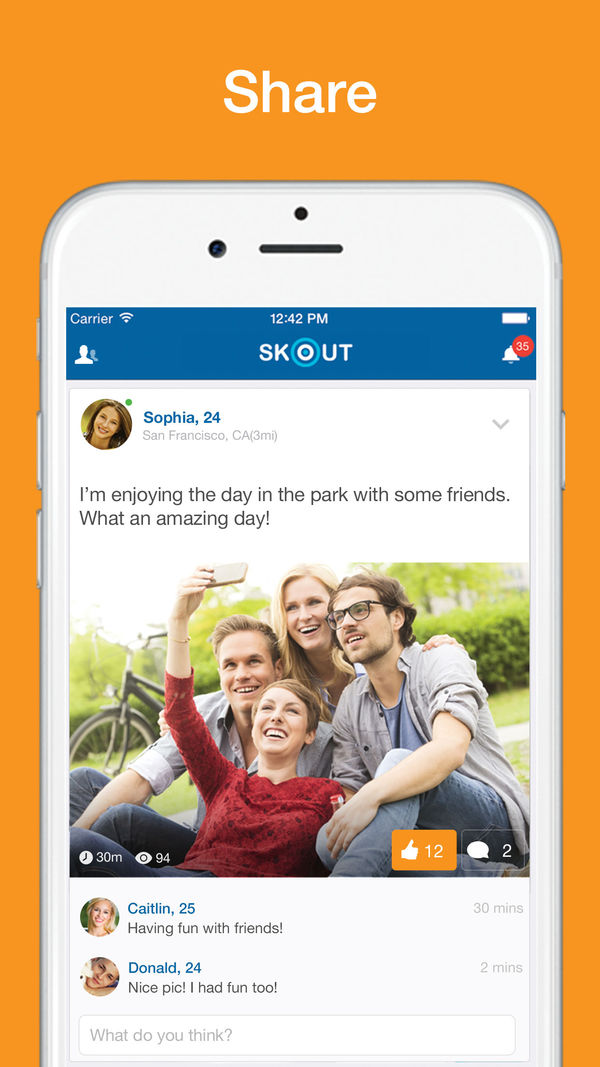 Share
Carrier 12:42 PM
SKOUT
35
Sophia, 24
San Francisco, CA(3mi)
I'm enjoying the day in the park with some friends.
What an amazing day!
30m 94 12 2
Caitlin, 25 30 mins
Having fun with friends!
Donald, 24 2 mins
Nice pic! I had fun too!
What do you think?